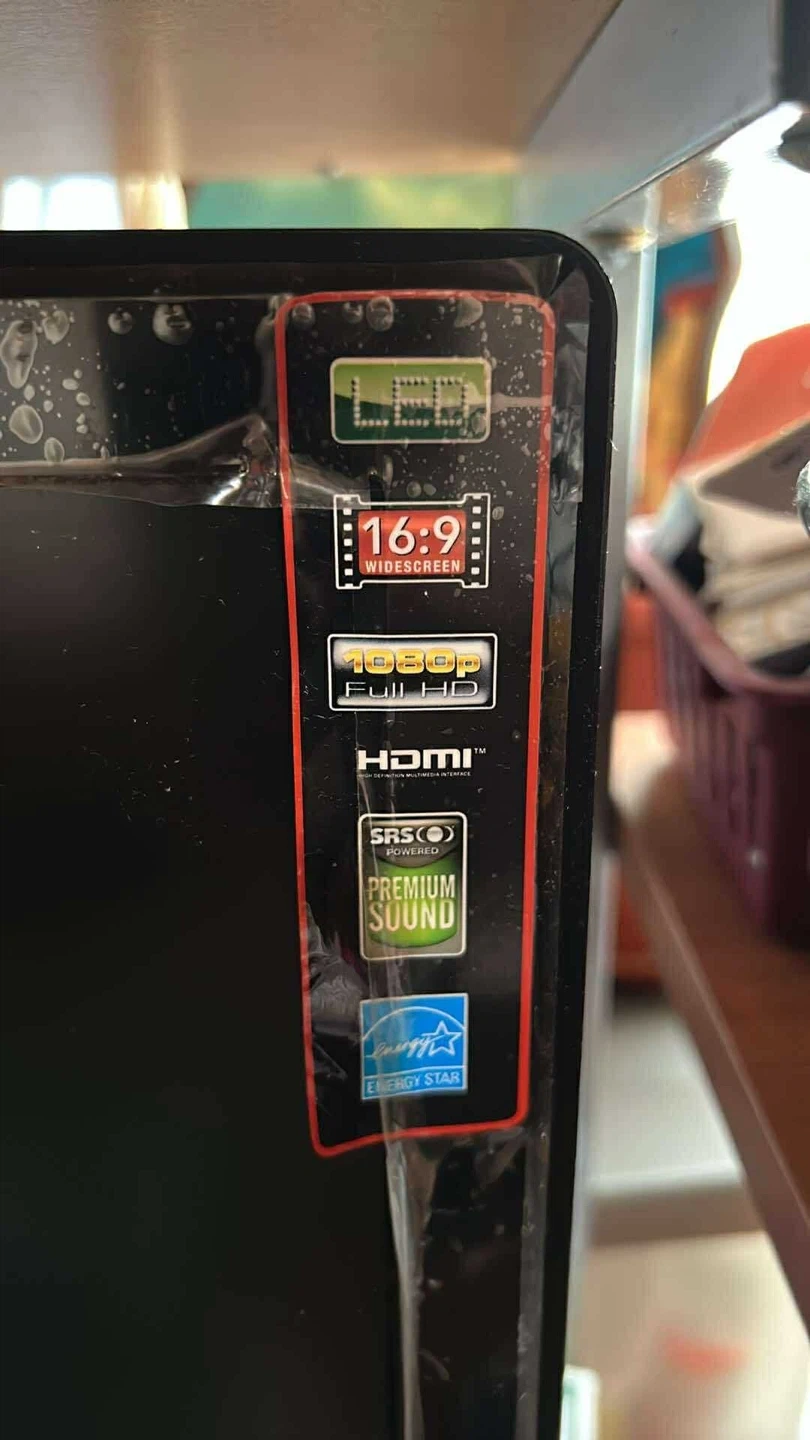 LED
16:9
WIDESCREEN
1080p
Full HD
HDMI™
HIGH DEFINITION MULTIMEDIA INTERFACE
SRS
POWERED
PREMIUM
SOUND
energy
ENERGY STAR